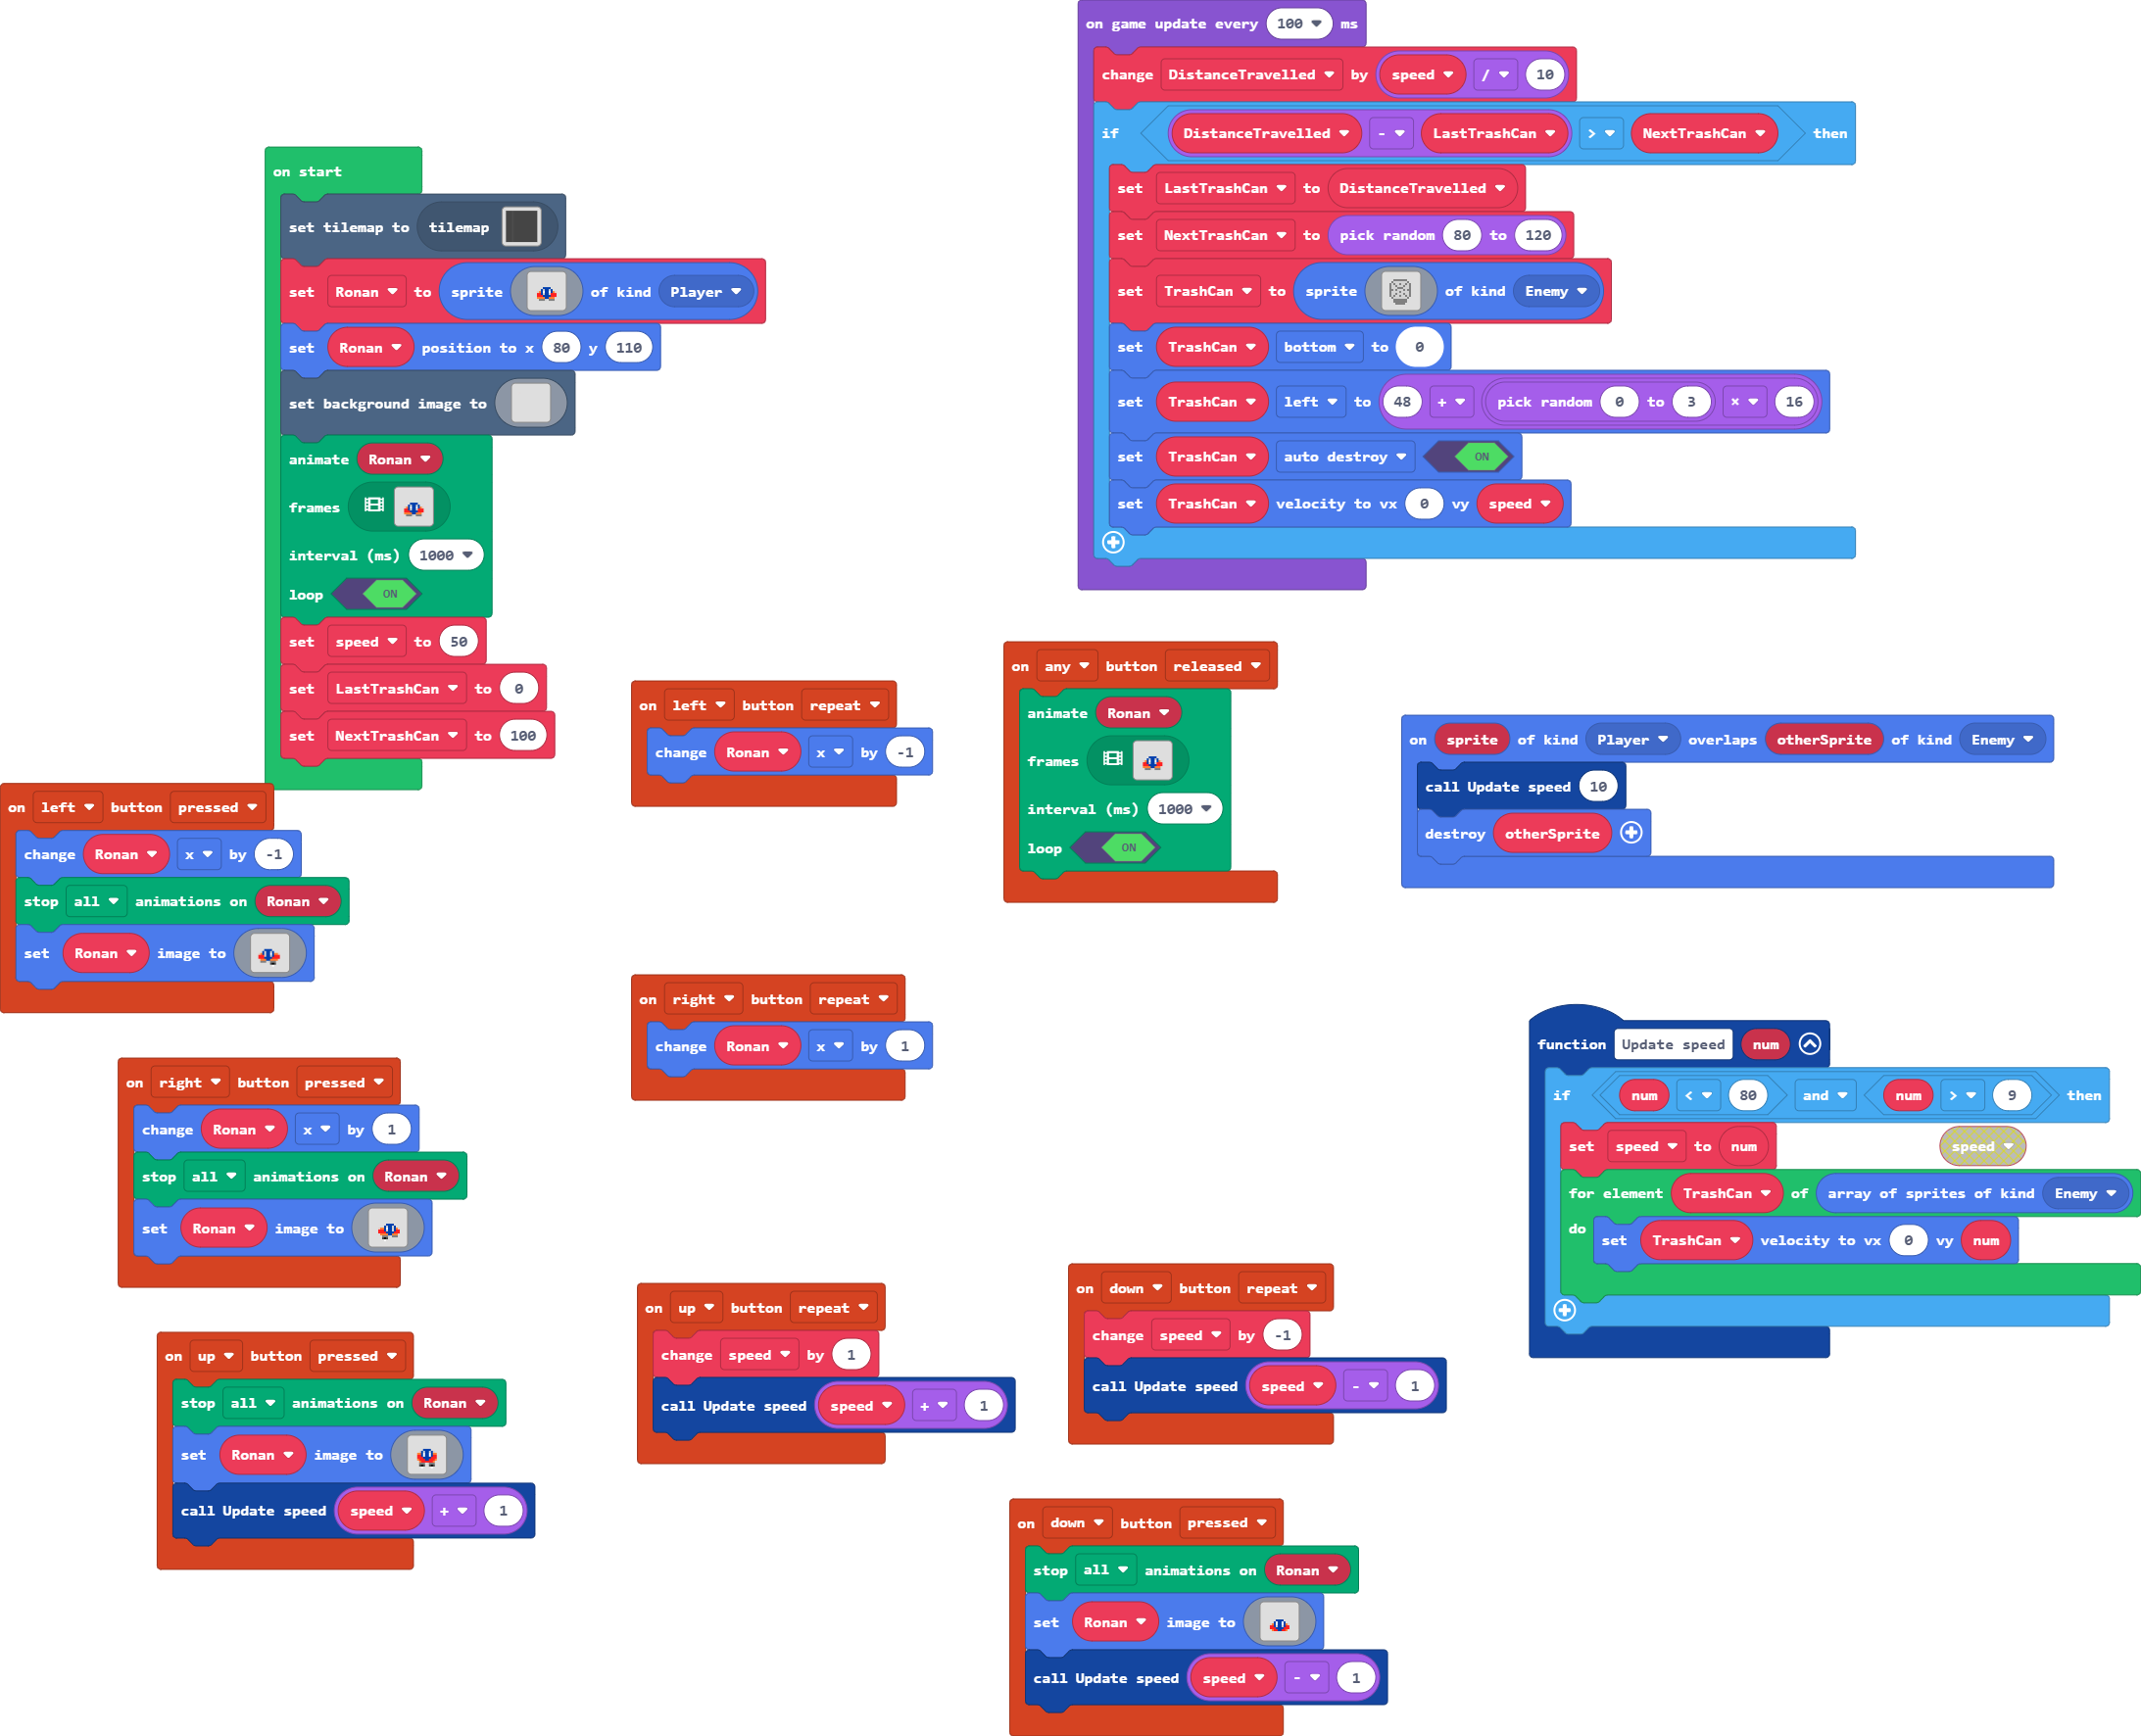 on start
set tilemap to tilemap
set Ronan to sprite of kind Player
set Ronan position to x 80 y 110
set background image to
animate Ronan
frames
interval (ms) 1000
loop ON
set speed to 50
set LastTrashCan to 0
set NextTrashCan to 100
on game update every 100 ms
change DistanceTravelled by speed / 10
if DistanceTravelled - LastTrashCan > NextTrashCan then
set LastTrashCan to DistanceTravelled
set NextTrashCan to pick random 80 to 120
set TrashCan to sprite of kind Enemy
set TrashCan bottom to 0
set TrashCan left to 48 + pick random 0 to 3 × 16
set TrashCan auto destroy ON
set TrashCan velocity to vx 0 vy speed
on left button pressed
change Ronan x by -1
stop all animations on Ronan
set Ronan image to
on left button repeat
change Ronan x by -1
on any button released
animate Ronan
frames
interval (ms) 1000
loop ON
on sprite of kind Player overlaps otherSprite of kind Enemy
call Update speed 10
destroy otherSprite
on right button pressed
change Ronan x by 1
stop all animations on Ronan
set Ronan image to
on right button repeat
change Ronan x by 1
function Update speed num
if num < 80 and num > 9 then
set speed to num
speed
for element TrashCan of array of sprites of kind Enemy
do set TrashCan velocity to vx 0 vy num
on up button pressed
stop all animations on Ronan
set Ronan image to
call Update speed speed + 1
on up button repeat
change speed by 1
call Update speed speed + 1
on down button repeat
change speed by -1
call Update speed speed - 1
on down button pressed
stop all animations on Ronan
set Ronan image to
call Update speed speed - 1